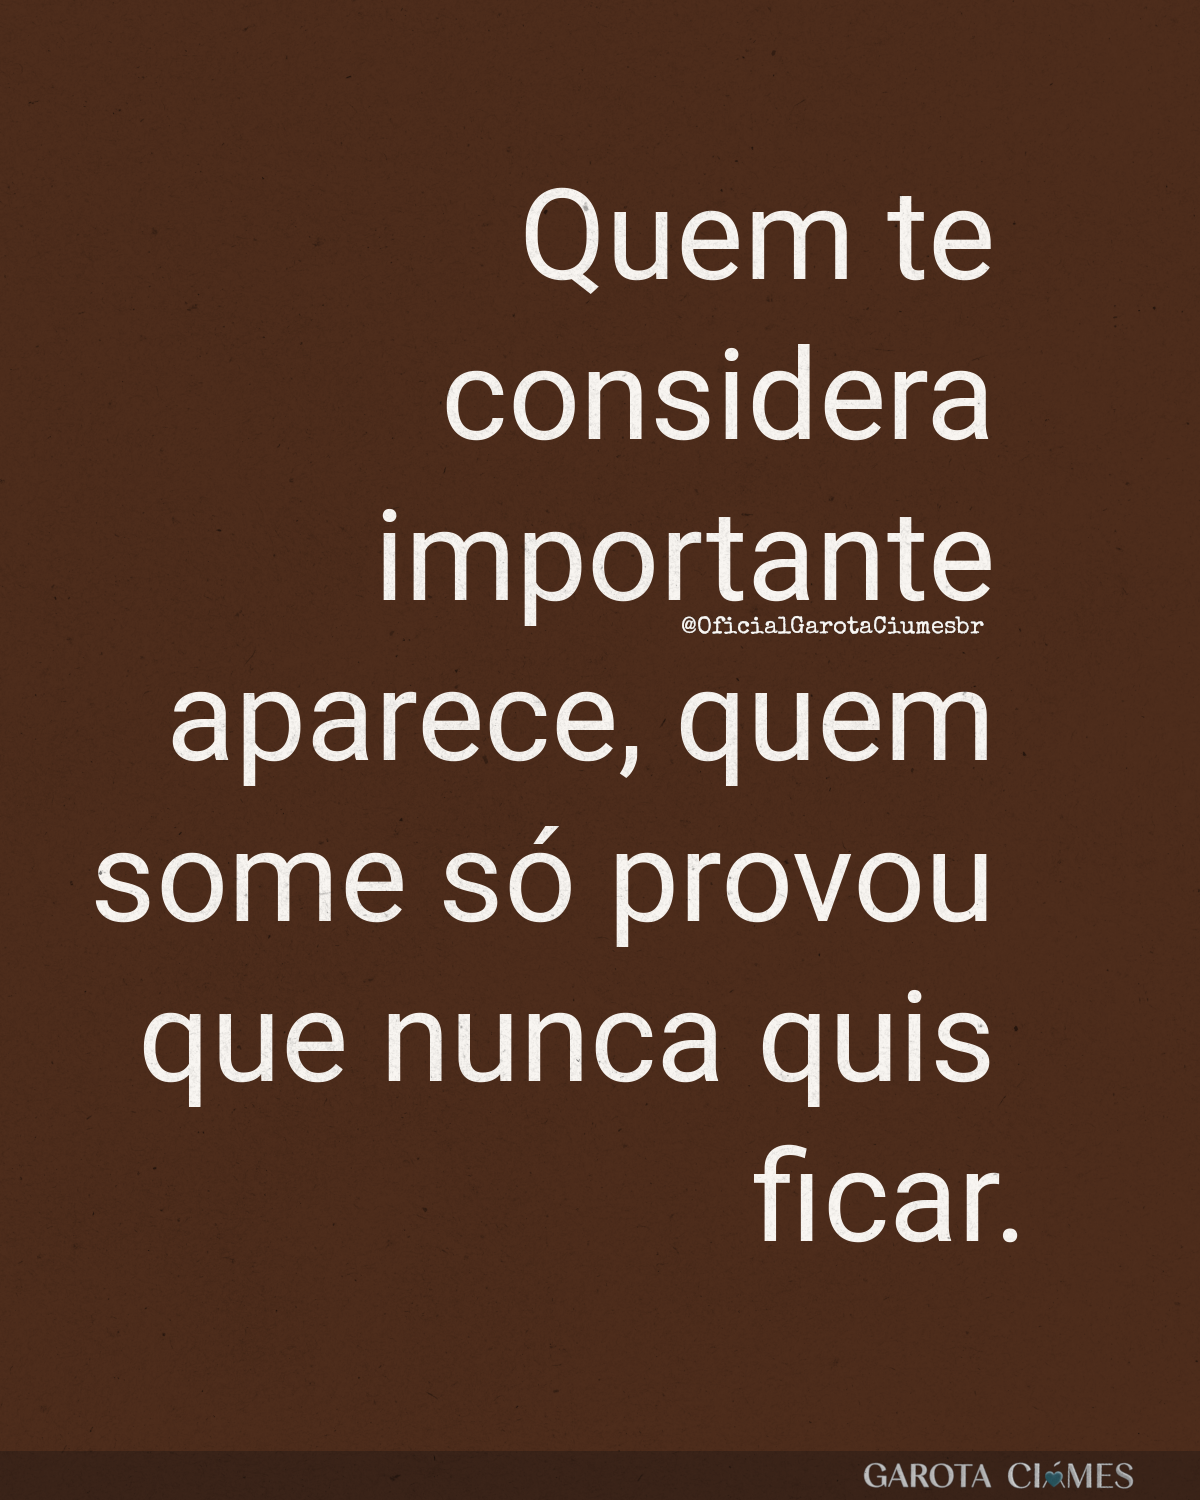 Quem te
considera
importante
@OficialGarotaCiumesbr
aparece, quem
some só provou
que nunca quis
ficar.
GAROTA CIÚMES